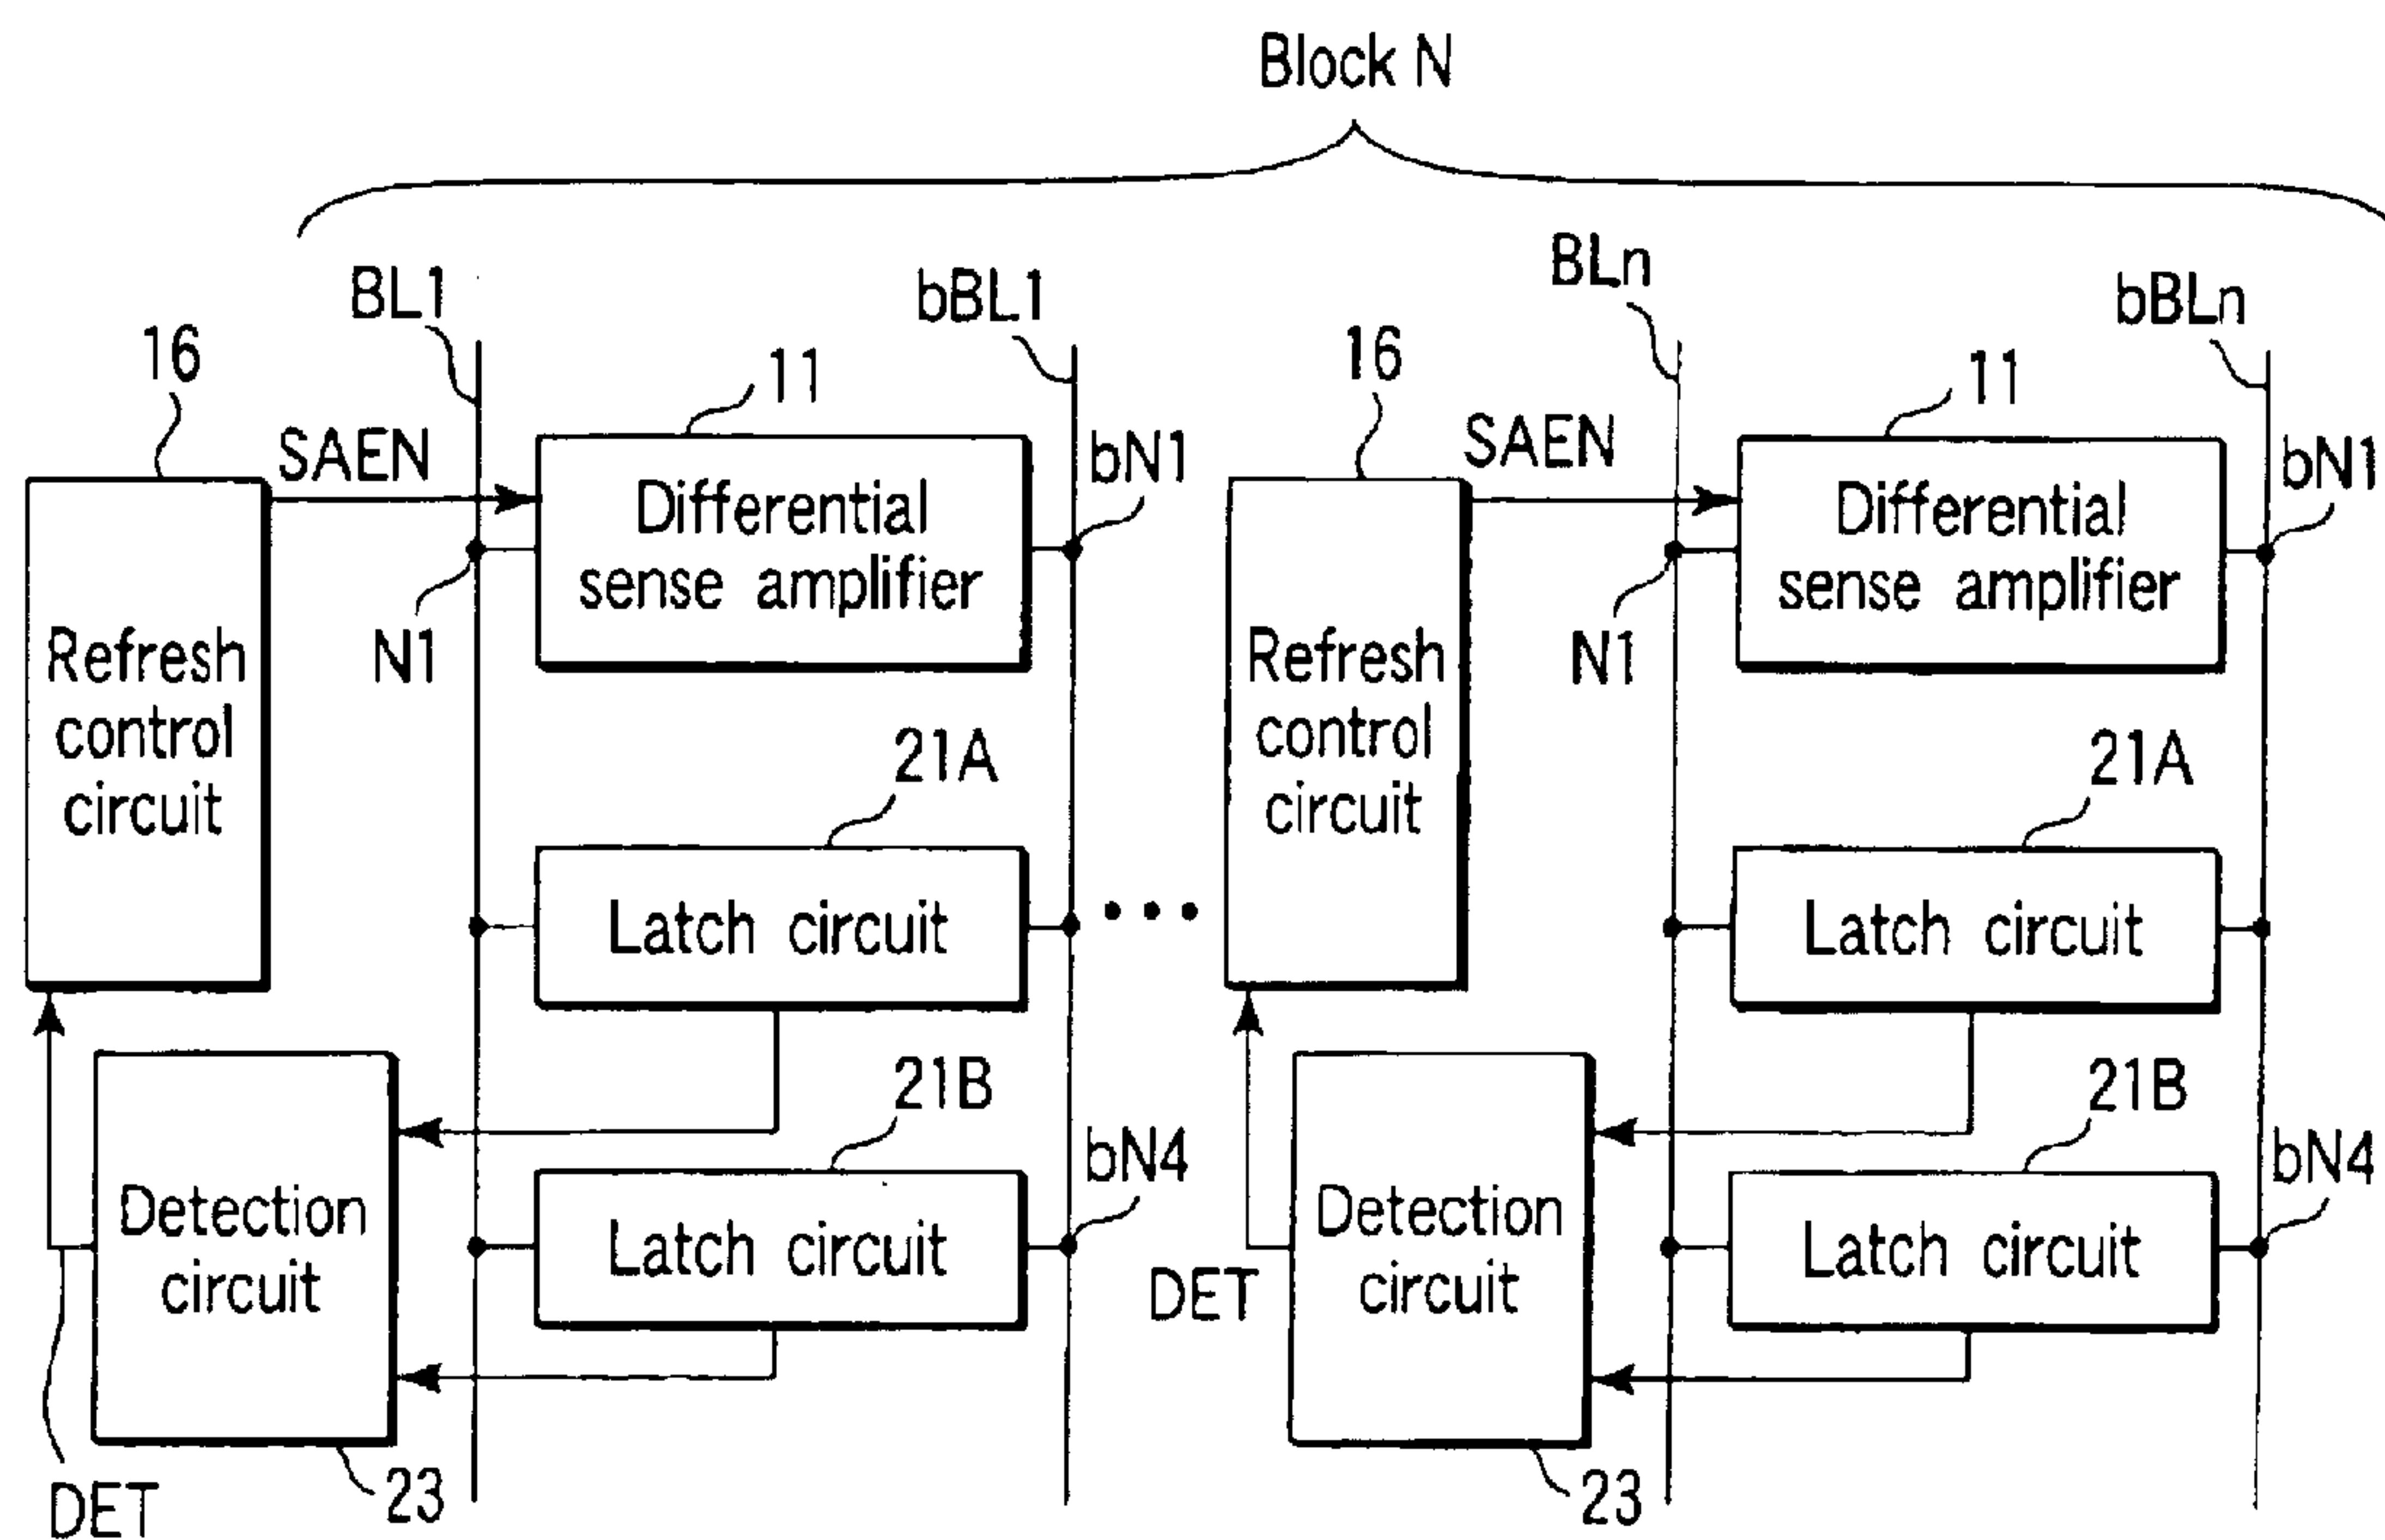 Block N
BL1
bBL1
BLn
bBLn
16
SAEN
11
bN1
16
SAEN
11
bN1
Differential
sense amplifier
Differential
sense amplifier
Refresh
control
circuit
N1
Refresh
control
circuit
N1
21A
21A
Latch circuit
• • •
Latch circuit
21B
21B
bN4
bN4
Detection
circuit
Latch circuit
DET
Detection
circuit
Latch circuit
DET
23
23